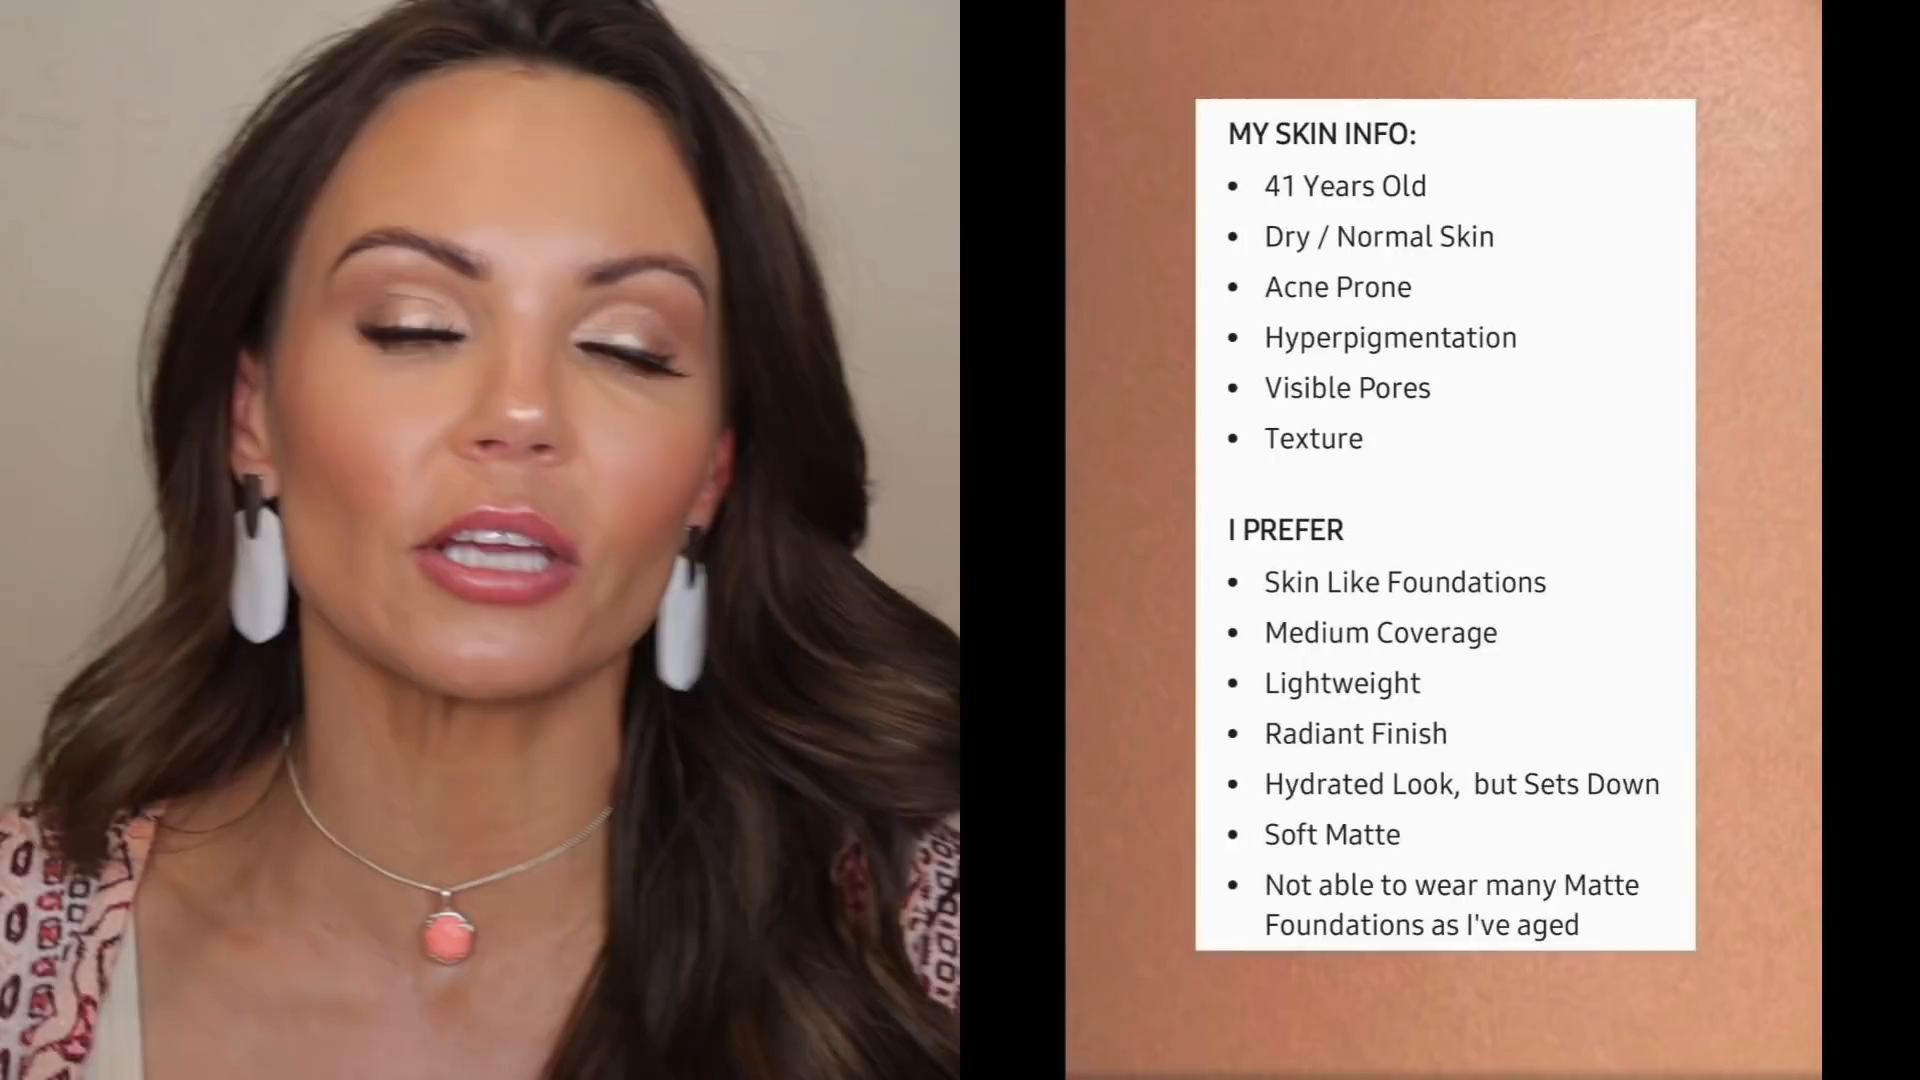 MY SKIN INFO:
• 41 Years Old
• Dry / Normal Skin
• Acne Prone
• Hyperpigmentation
• Visible Pores
• Texture
I PREFER
• Skin Like Foundations
• Medium Coverage
• Lightweight
• Radiant Finish
• Hydrated Look, but Sets Down
• Soft Matte
• Not able to wear many Matte
Foundations as I've aged